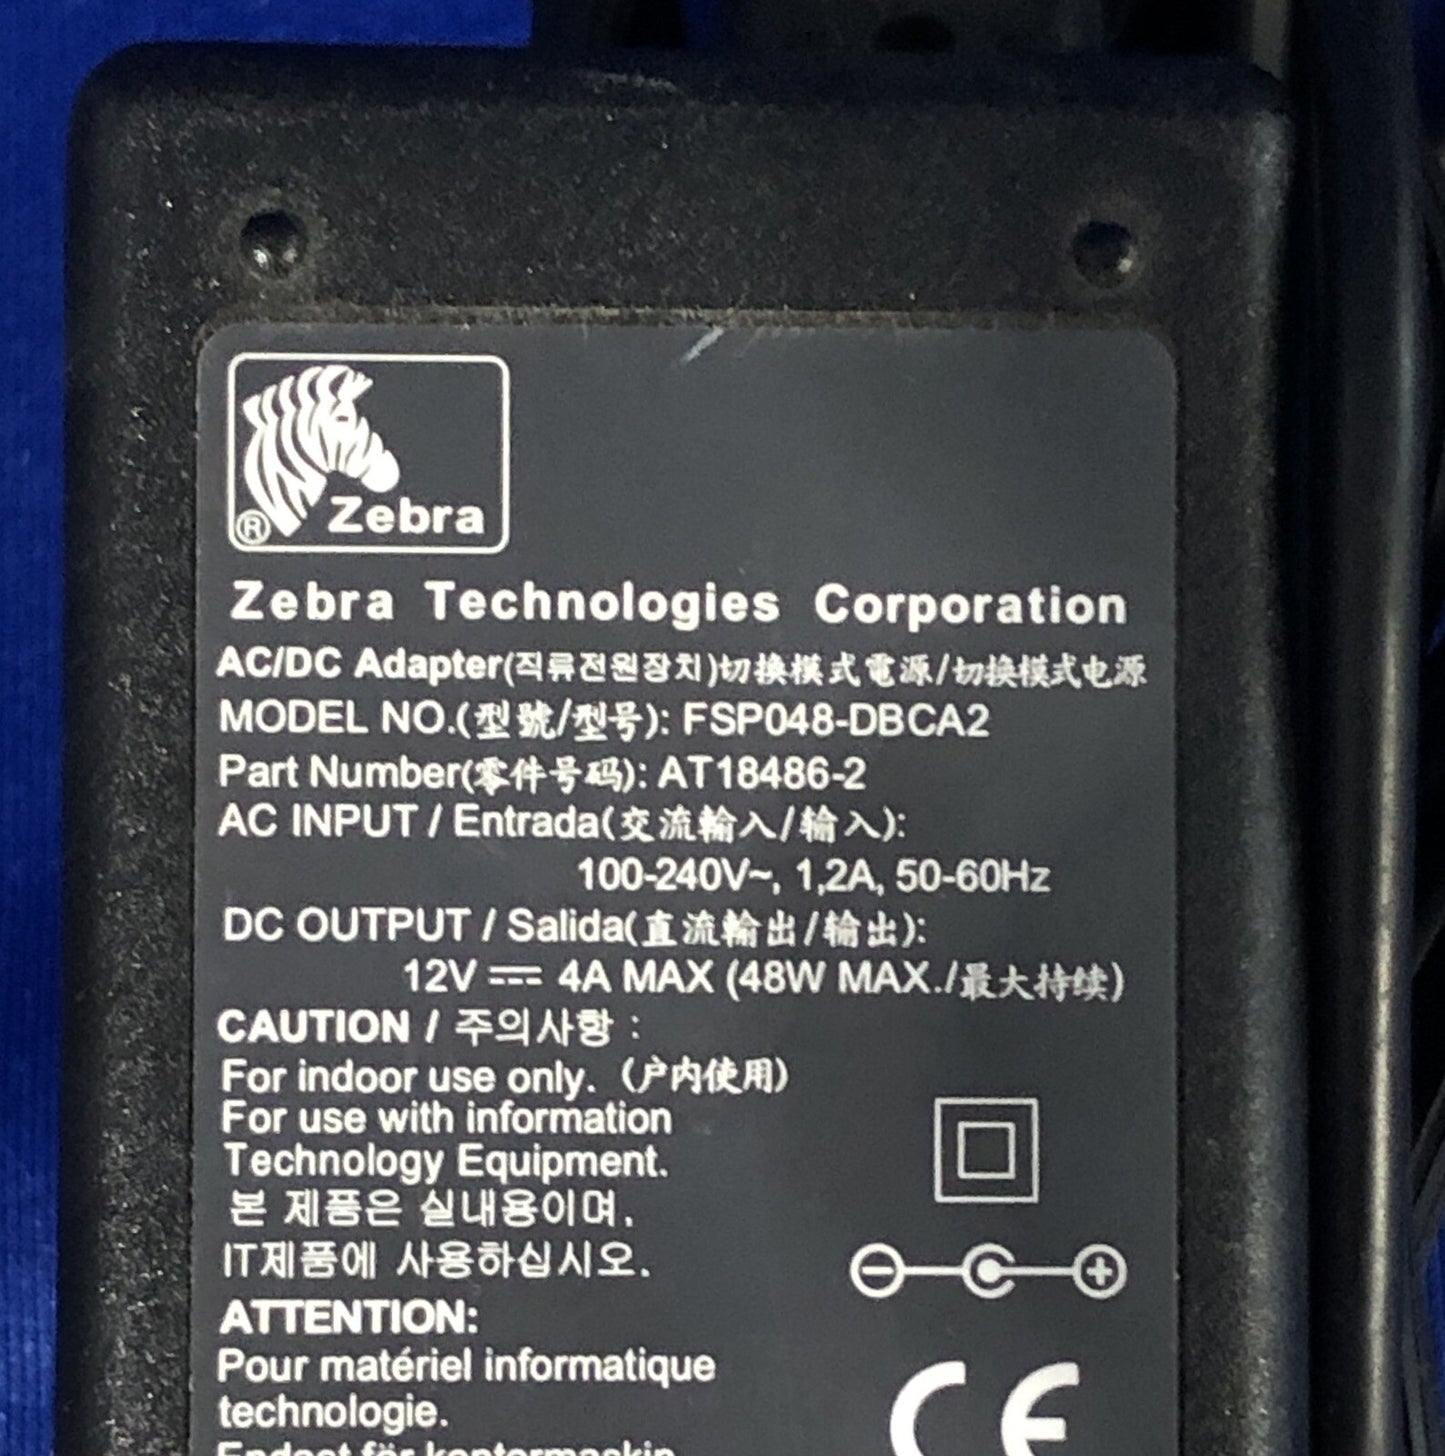 ® Zebra
Zebra Technologies Corporation
AC/DC Adapter(직류전원장치)切换模式電源/切换模式电源
MODEL NO.(型號/型号): FSP048-DBCA2
Part Number(零件号码): AT18486-2
AC INPUT / Entrada(交流輸入/输入):
100-240V~, 1,2A, 50-60Hz
DC OUTPUT / Salida(直流輸出/输出):
12V ⎓ 4A MAX (48W MAX./最大持续)
CAUTION / 주의사항 :
For indoor use only. (户内使用)
For use with information
Technology Equipment.
본 제품은 실내용이며.
IT제품에 사용하십시오.
ATTENTION:
Pour matériel informatique
technologie.
CE